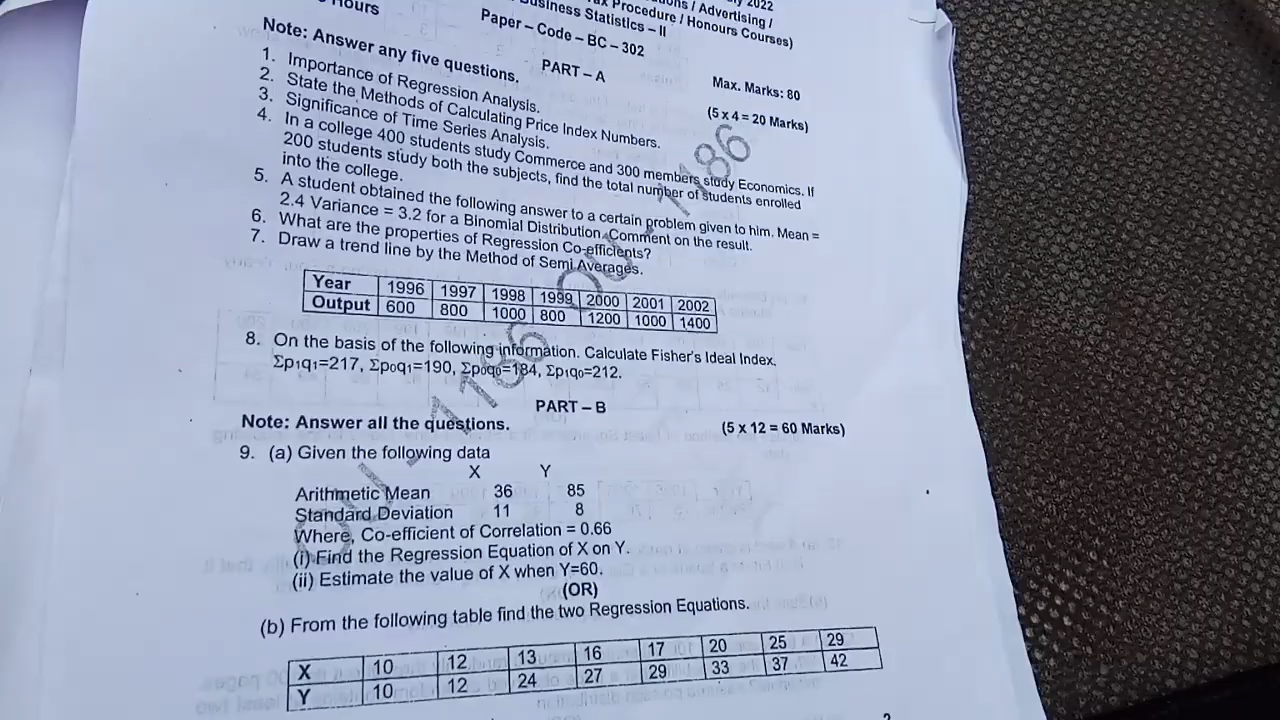 2022
/ Advertising /
Procedure / Honours Courses)
Business Statistics – II
Hours
Paper – Code – BC – 302
PART – A
Max. Marks: 80
Note: Answer any five questions.
(5 x 4 = 20 Marks)
1. Importance of Regression Analysis.
2. State the Methods of Calculating Price Index Numbers.
3. Significance of Time Series Analysis.
4. In a college 400 students study Commerce and 300 members study Economics. If
200 students study both the subjects, find the total number of students enrolled
into the college.
5. A student obtained the following answer to a certain problem given to him. Mean =
2.4 Variance = 3.2 for a Binomial Distribution. Comment on the result.
6. What are the properties of Regression Co-efficients?
7. Draw a trend line by the Method of Semi Averages.
Year 1996 1997 1998 1999 2000 2001 2002
Output 600 800 1000 800 1200 1000 1400
8. On the basis of the following information. Calculate Fisher's Ideal Index.
Σp1q1=217, Σp0q1=190, Σp0q0=184, Σp1q0=212.
PART – B
Note: Answer all the questions.
(5 x 12 = 60 Marks)
9. (a) Given the following data
X Y
Arithmetic Mean 36 85
Standard Deviation 11 8
Where, Co-efficient of Correlation = 0.66
(i) Find the Regression Equation of X on Y.
(ii) Estimate the value of X when Y=60.
(OR)
(b) From the following table find the two Regression Equations.
X 10 12 13 16 17 20 25 29
Y 10 12 24 27 29 33 37 42
OU - 1186 OU - 1186